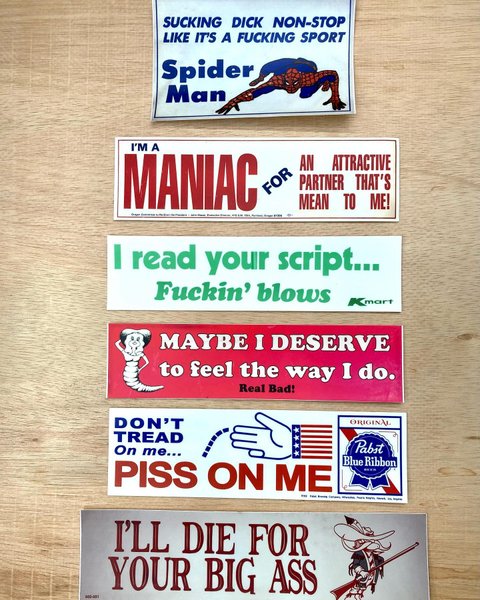 SUCKING DICK NON-STOP
LIKE IT'S A FUCKING SPORT
Spider
Man
I'M A
MANIAC FOR
AN ATTRACTIVE
PARTNER THAT'S
MEAN TO ME!
I read your script...
Fuckin' blows
Kmart
MAYBE I DESERVE
to feel the way I do.
Real Bad!
DON'T
TREAD
On me...
PISS ON ME
ORIGINAL
Pabst
Blue Ribbon
I'LL DIE FOR
YOUR BIG ASS